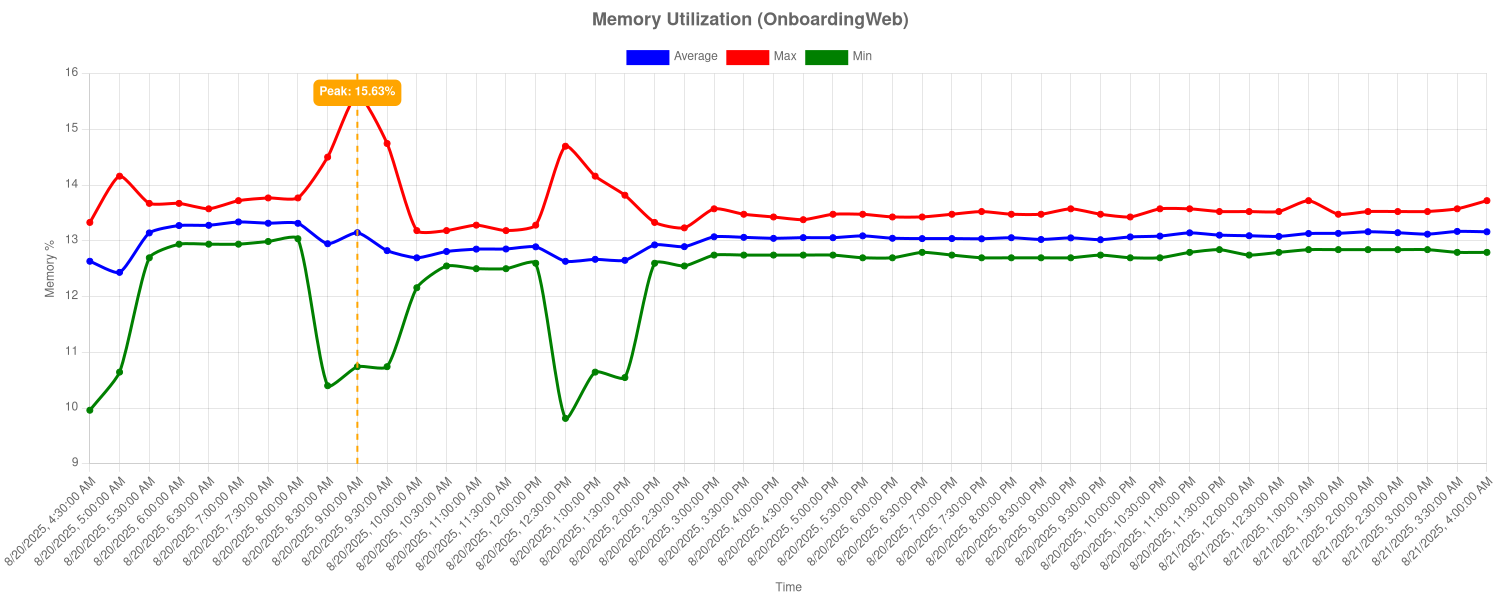 Memory Utilization (OnboardingWeb)
Average Max Min
Peak: 15.63%
16
15
14
13
12
11
10
9
Memory %
8/20/2025, 4:30:00 AM
8/20/2025, 5:00:00 AM
8/20/2025, 5:30:00 AM
8/20/2025, 6:00:00 AM
8/20/2025, 6:30:00 AM
8/20/2025, 7:00:00 AM
8/20/2025, 7:30:00 AM
8/20/2025, 8:00:00 AM
8/20/2025, 8:30:00 AM
8/20/2025, 9:00:00 AM
8/20/2025, 9:30:00 AM
8/20/2025, 10:00:00 AM
8/20/2025, 10:30:00 AM
8/20/2025, 11:00:00 AM
8/20/2025, 11:30:00 AM
8/20/2025, 12:00:00 PM
8/20/2025, 12:30:00 PM
8/20/2025, 1:00:00 PM
8/20/2025, 1:30:00 PM
8/20/2025, 2:00:00 PM
8/20/2025, 2:30:00 PM
8/20/2025, 3:00:00 PM
8/20/2025, 3:30:00 PM
8/20/2025, 4:00:00 PM
8/20/2025, 4:30:00 PM
8/20/2025, 5:00:00 PM
8/20/2025, 5:30:00 PM
8/20/2025, 6:00:00 PM
8/20/2025, 6:30:00 PM
8/20/2025, 7:00:00 PM
8/20/2025, 7:30:00 PM
8/20/2025, 8:00:00 PM
8/20/2025, 8:30:00 PM
8/20/2025, 9:00:00 PM
8/20/2025, 9:30:00 PM
8/20/2025, 10:00:00 PM
8/20/2025, 10:30:00 PM
8/20/2025, 11:00:00 PM
8/20/2025, 11:30:00 PM
8/21/2025, 12:00:00 AM
8/21/2025, 12:30:00 AM
8/21/2025, 1:00:00 AM
8/21/2025, 1:30:00 AM
8/21/2025, 2:00:00 AM
8/21/2025, 2:30:00 AM
8/21/2025, 3:00:00 AM
8/21/2025, 3:30:00 AM
8/21/2025, 4:00:00 AM
Time